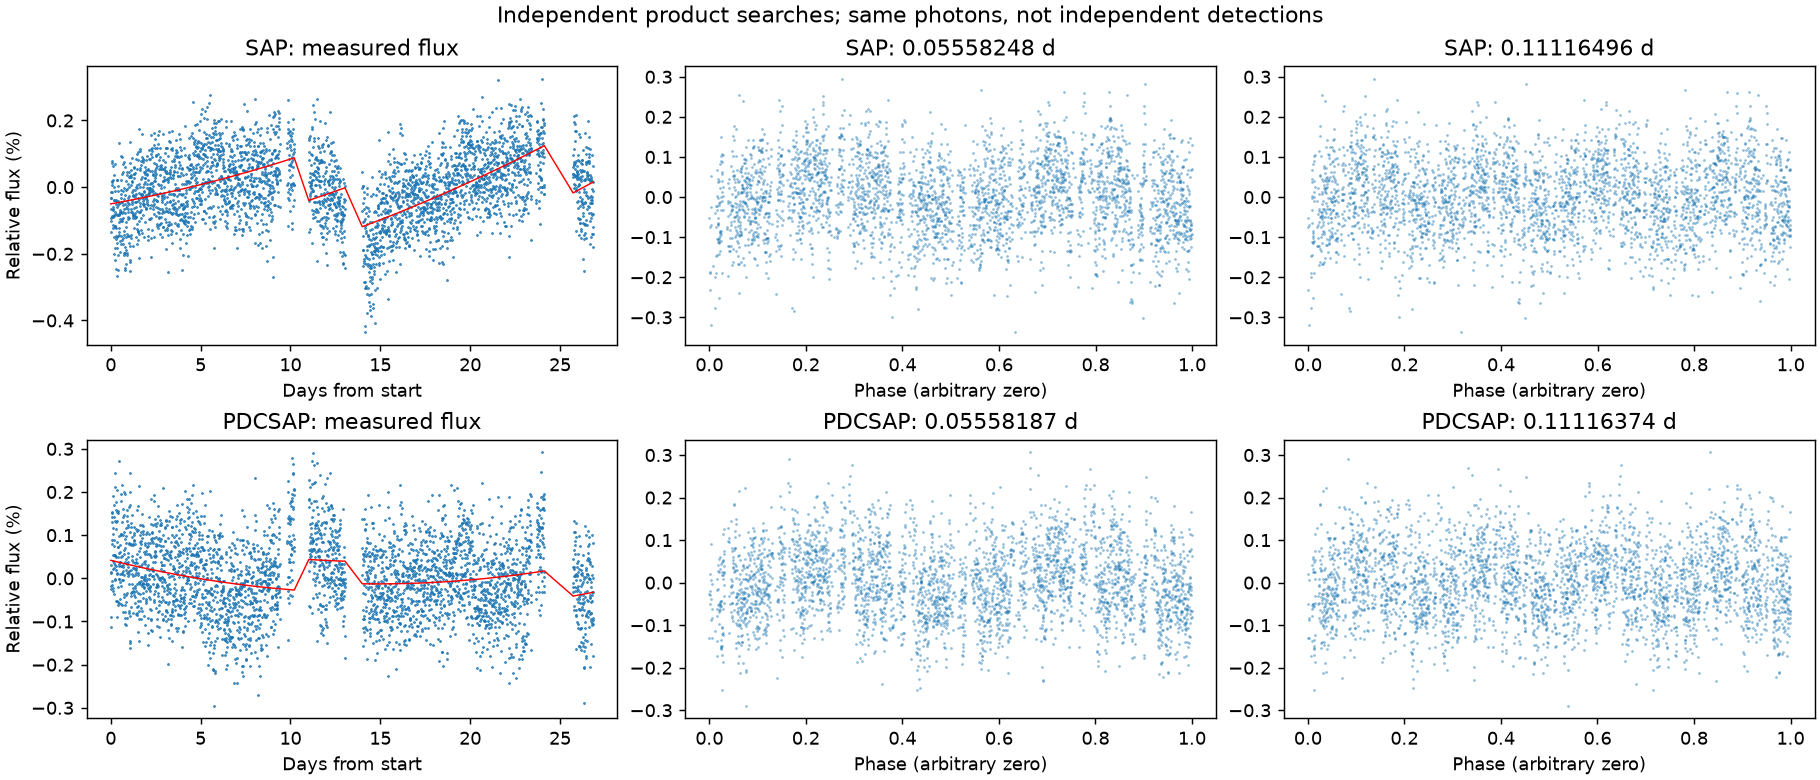 Independent product searches; same photons, not independent detections
SAP: measured flux
SAP: 0.05558248 d
SAP: 0.11116496 d
Relative flux (%)
0.2
0.0
−0.2
−0.4
0 5 10 15 20 25
Days from start
0.3
0.2
0.1
0.0
−0.1
−0.2
−0.3
0.0 0.2 0.4 0.6 0.8 1.0
Phase (arbitrary zero)
0.3
0.2
0.1
0.0
−0.1
−0.2
−0.3
0.0 0.2 0.4 0.6 0.8 1.0
Phase (arbitrary zero)
PDCSAP: measured flux
PDCSAP: 0.05558187 d
PDCSAP: 0.11116374 d
Relative flux (%)
0.3
0.2
0.1
0.0
−0.1
−0.2
−0.3
0 5 10 15 20 25
Days from start
0.3
0.2
0.1
0.0
−0.1
−0.2
−0.3
0.0 0.2 0.4 0.6 0.8 1.0
Phase (arbitrary zero)
0.3
0.2
0.1
0.0
−0.1
−0.2
−0.3
0.0 0.2 0.4 0.6 0.8 1.0
Phase (arbitrary zero)